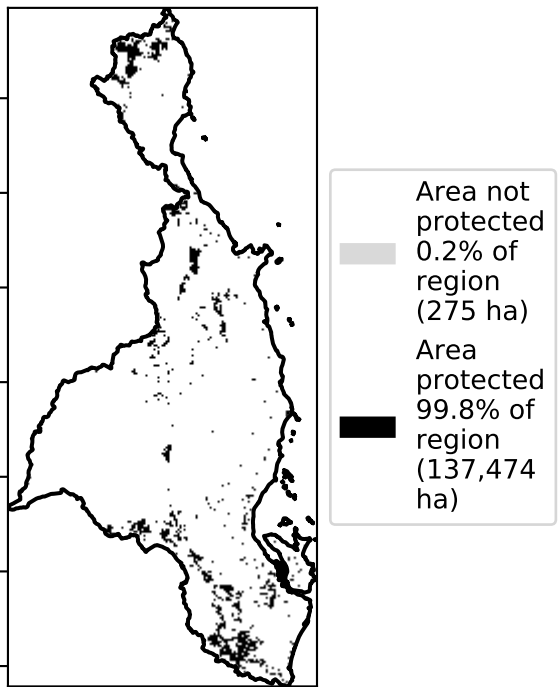 Area not
protected
0.2% of
region
(275 ha)
Area
protected
99.8% of
region
(137,474
ha)